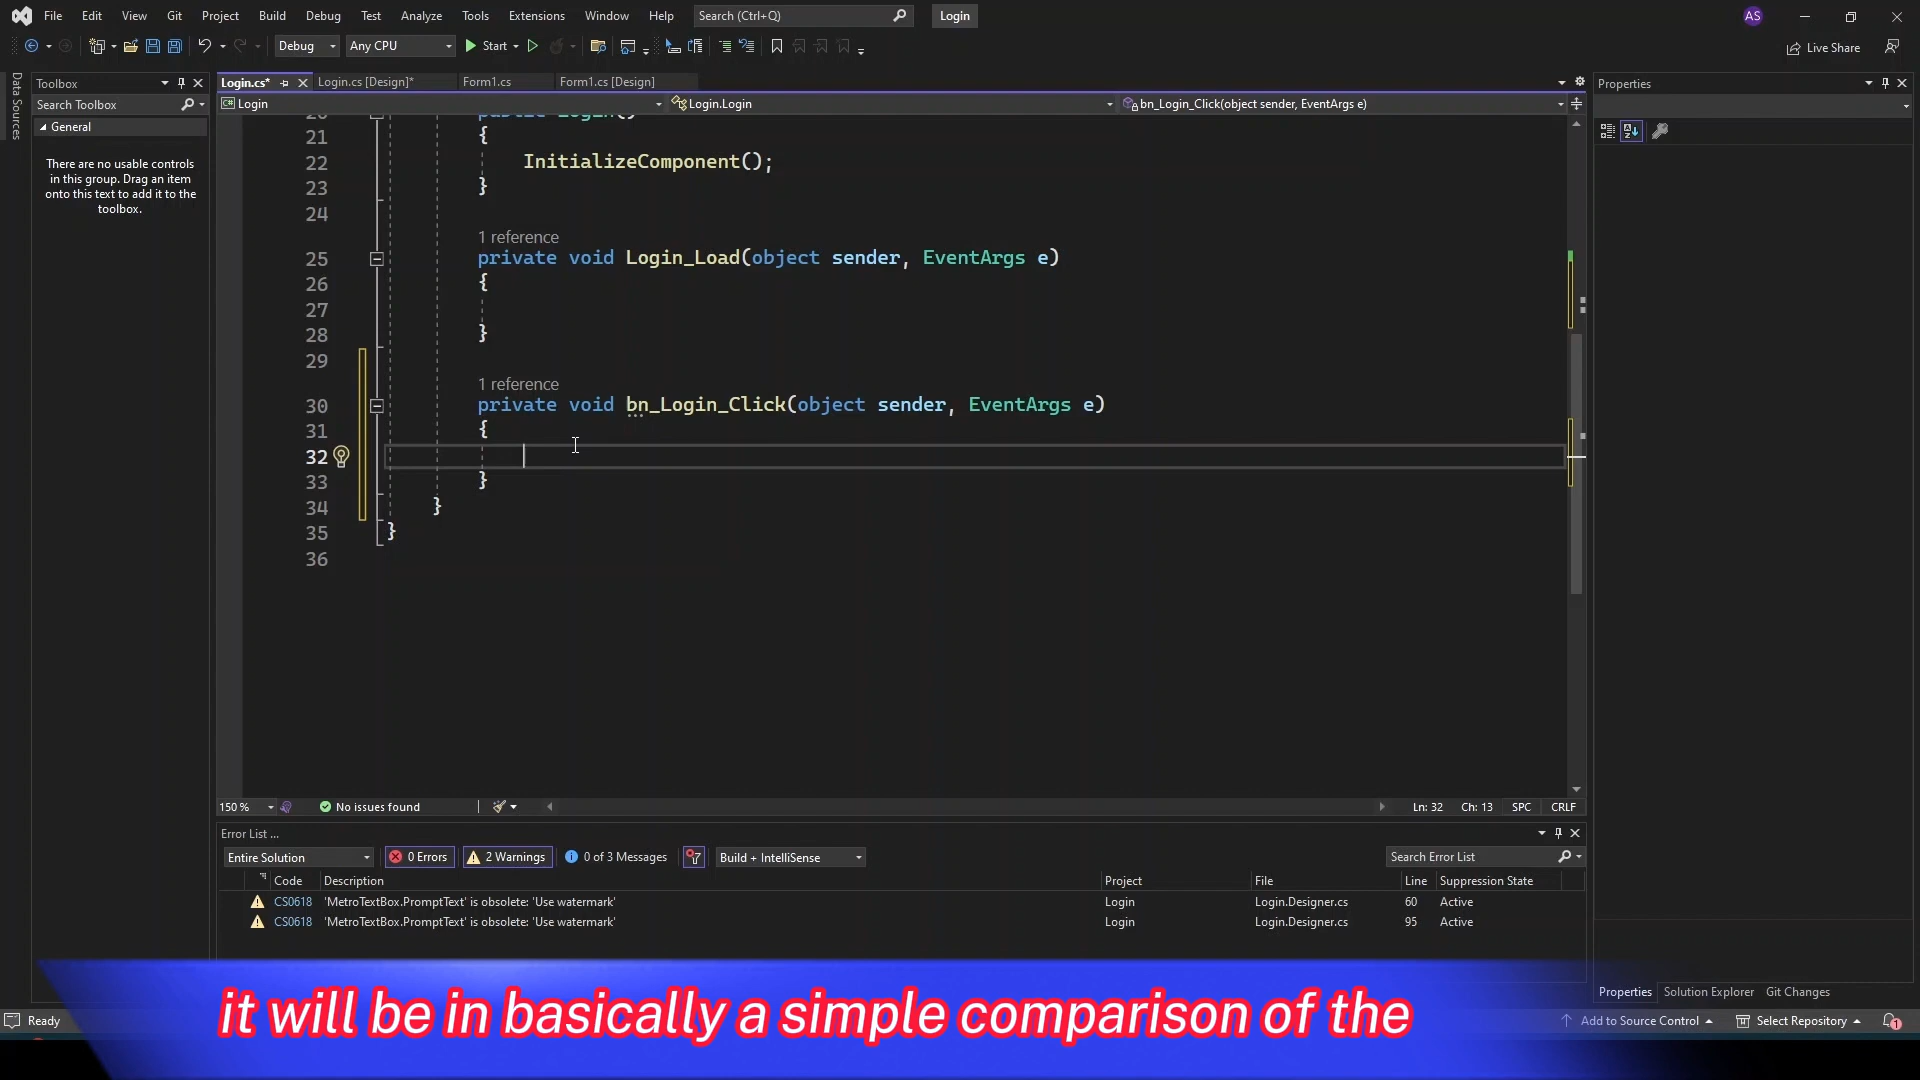 File Edit View Git Project Build Debug Test Analyze Tools Extensions Window Help Search (Ctrl+Q) Login AS
Debug Any CPU Start Live Share
Data Sources
Toolbox
Search Toolbox
General
There are no usable controls
in this group. Drag an item
onto this text to add it to the
toolbox.
Login.cs* Login.cs [Design]* Form1.cs Form1.cs [Design]
C# Login Login.Login bn_Login_Click(object sender, EventArgs e)
20 public Login()
21 {
22 InitializeComponent();
23 }
24
1 reference
25 private void Login_Load(object sender, EventArgs e)
26 {
27
28 }
29
1 reference
30 private void bn_Login_Click(object sender, EventArgs e)
31 {
32
33 }
34 }
35 }
36
150 % No issues found Ln: 32 Ch: 13 SPC CRLF
Error List ...
Entire Solution 0 Errors 2 Warnings 0 of 3 Messages Build + IntelliSense Search Error List
Code Description Project File Line Suppression State
CS0618 'MetroTextBox.PromptText' is obsolete: 'Use watermark' Login Login.Designer.cs 60 Active
CS0618 'MetroTextBox.PromptText' is obsolete: 'Use watermark' Login Login.Designer.cs 95 Active
Properties
Properties Solution Explorer Git Changes
Ready Add to Source Control Select Repository 1
it will be in basically a simple comparison of the